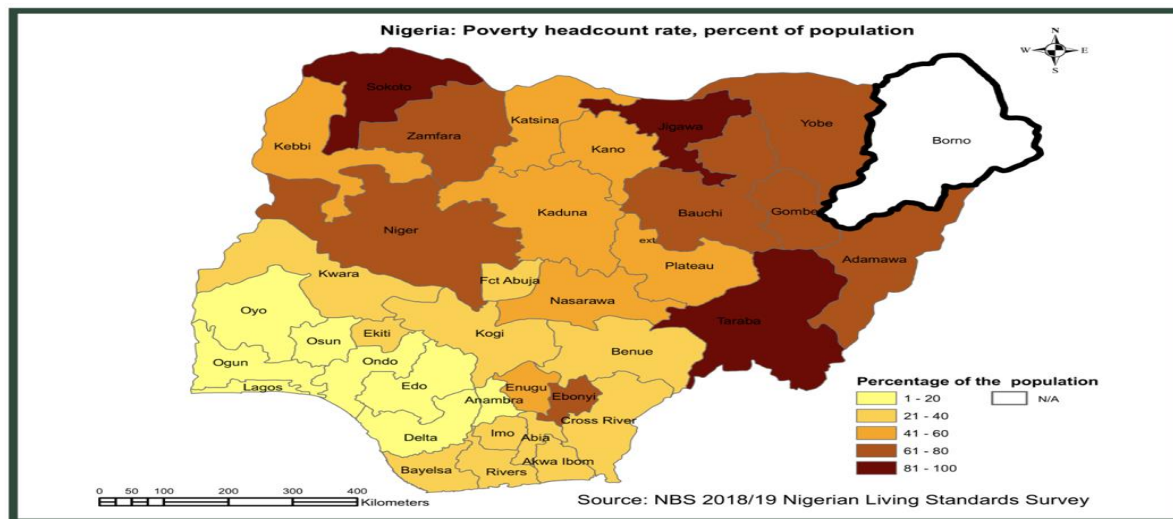 Nigeria: Poverty headcount rate, percent of population
N
W E
S
Sokoto
Katsina
Jigawa
Yobe
Zamfara
Kebbi
Kano
Borno
Kaduna
Bauchi
Gombe
Niger
ext
Plateau
Adamawa
Kwara
Fct Abuja
Nasarawa
Taraba
Oyo
Kogi
Ekiti
Osun
Benue
Ogun
Ondo
Lagos
Edo
Enugu
Ebonyi
Anambra
Cross River
Delta
Imo
Abia
Akwa Ibom
Bayelsa
Rivers
Percentage of the population
1 - 20
N/A
21 - 40
41 - 60
61 - 80
81 - 100
0 50 100 200 300 400
Kilometers
Source: NBS 2018/19 Nigerian Living Standards Survey